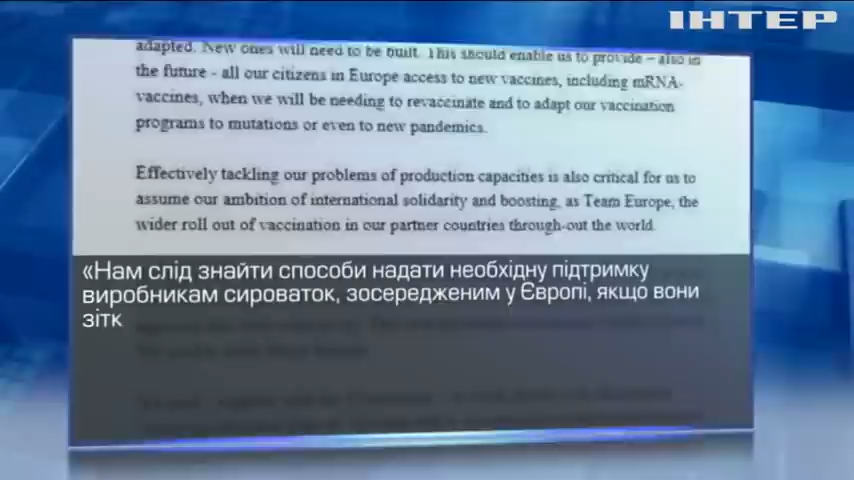 ІНТЕР
adapted. New ones will need to be built. This should enable us to provide – also in
the future - all our citizens in Europe access to new vaccines, including mRNA-
vaccines, when we will be needing to revaccinate and to adapt our vaccination
programs to mutations or even to new pandemics.
Effectively tackling our problems of production capacities is also critical for us to
assume our ambition of international solidarity and boosting, as Team Europe, the
wider roll out of vaccination in our partner countries through-out the world.
«Нам слід знайти способи надати необхідну підтримку
виробникам сироваток, зосередженим у Європі, якщо вони
зітк